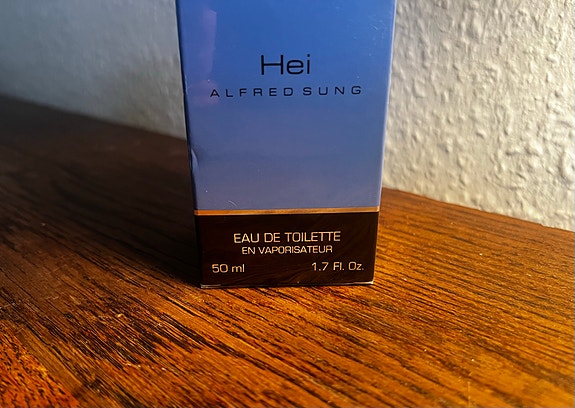 Hei
ALFRED SUNG
EAU DE TOILETTE
EN VAPORISATEUR
50 ml 1.7 Fl. Oz.